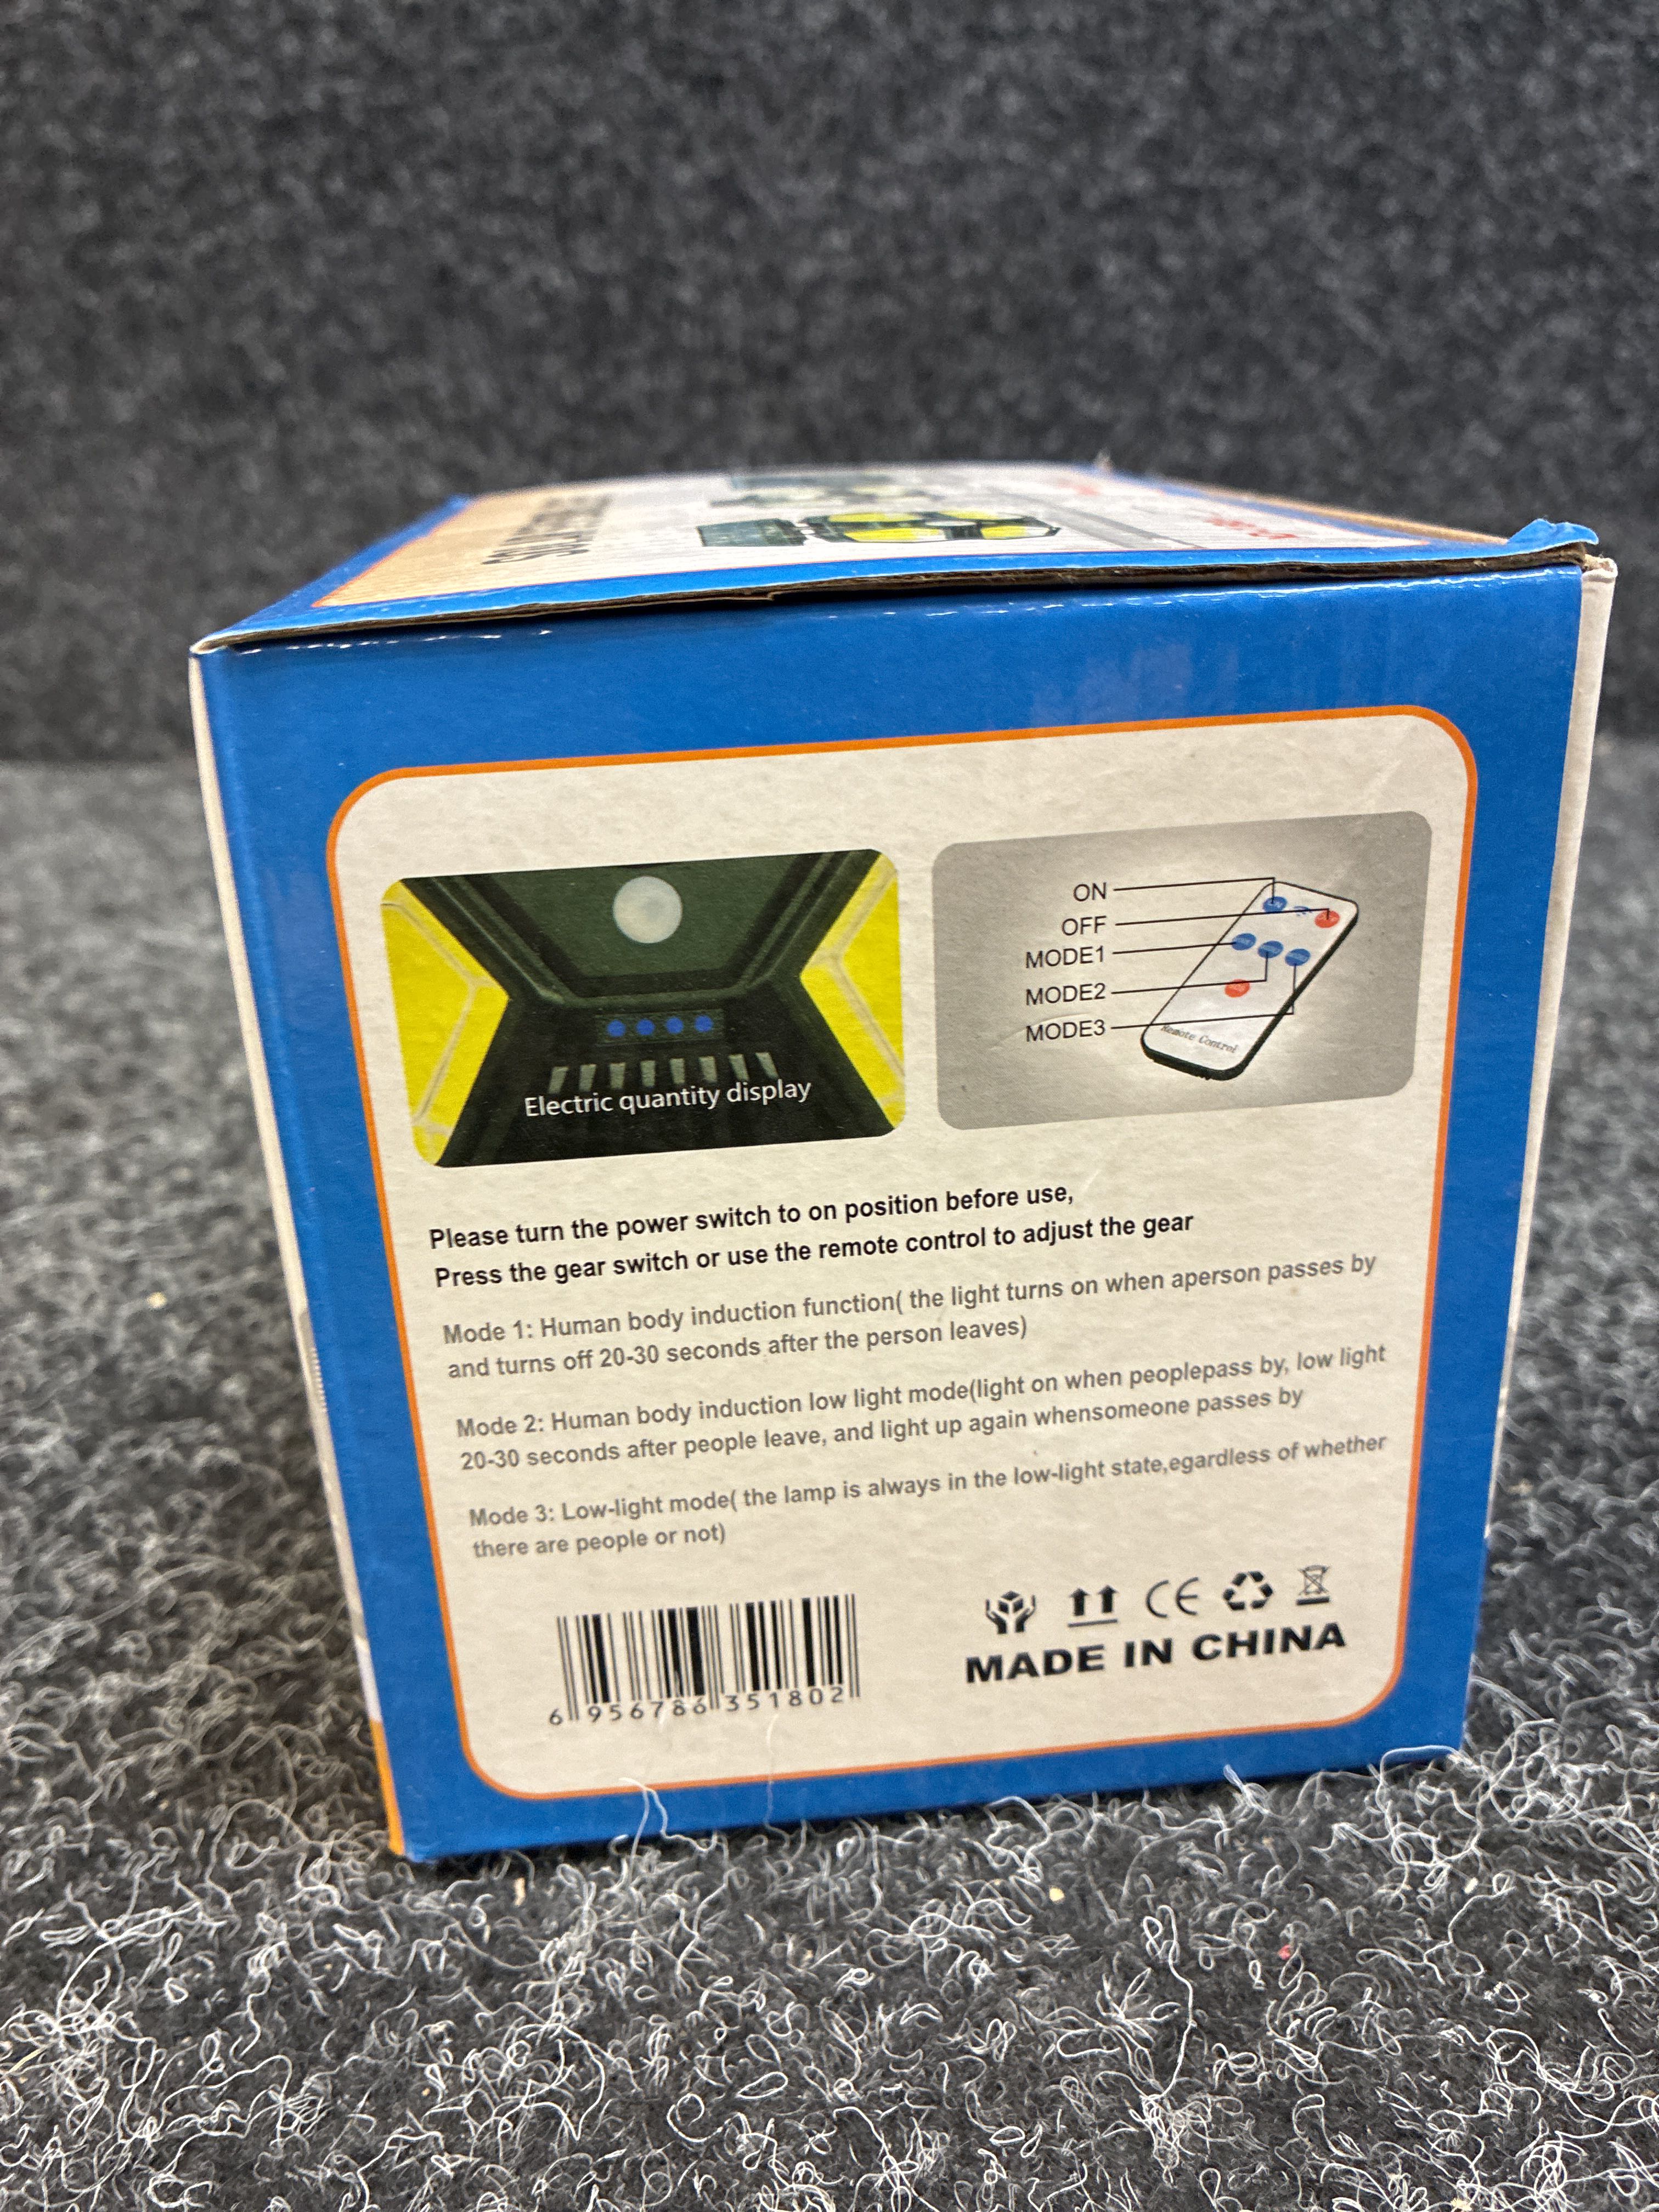 ON
OFF
MODE1
MODE2
MODE3
Remote Control
Electric quantity display
Please turn the power switch to on position before use,
Press the gear switch or use the remote control to adjust the gear
Mode 1: Human body induction function( the light turns on when aperson passes by
and turns off 20-30 seconds after the person leaves)
Mode 2: Human body induction low light mode(light on when peoplepass by, low light
20-30 seconds after people leave, and light up again whensomeone passes by
Mode 3: Low-light mode( the lamp is always in the low-light state,egardless of whether
there are people or not)
CE
MADE IN CHINA
6 956786 351802